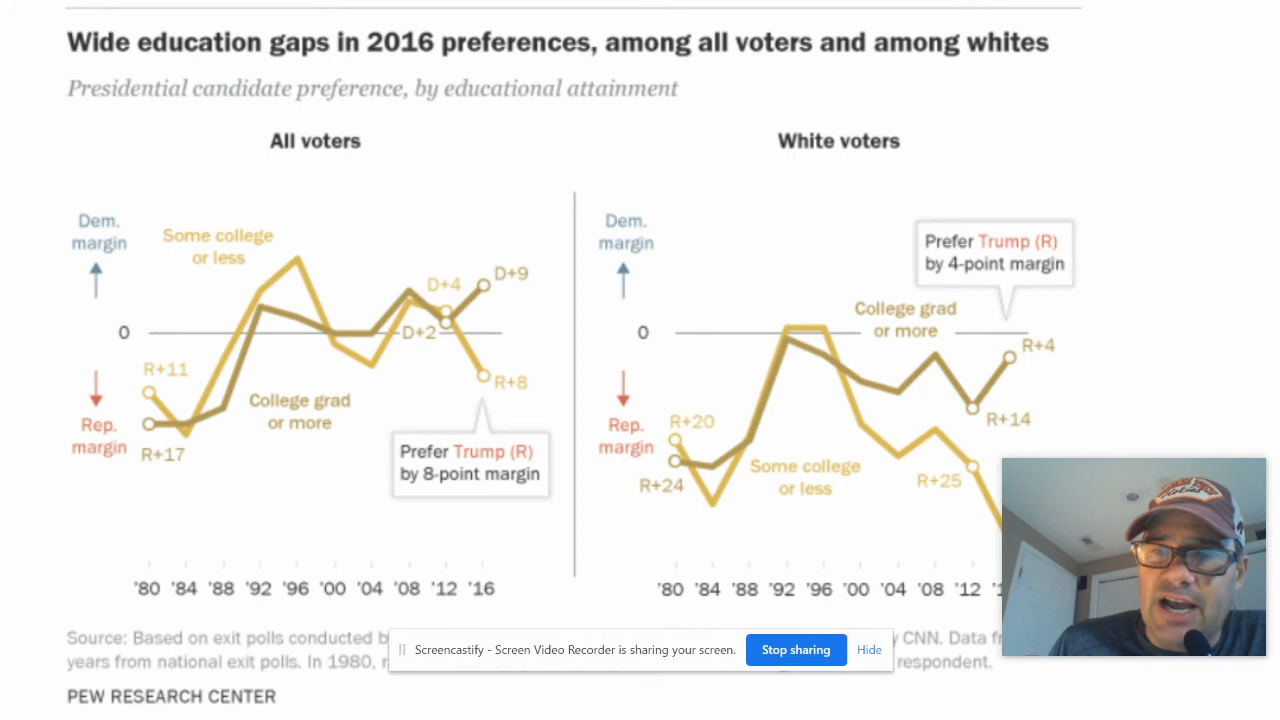 Wide education gaps in 2016 preferences, among all voters and among whites
Presidential candidate preference, by educational attainment
All voters
Dem.
margin
Some college
or less
0
D+4
D+9
D+2
R+11
R+8
College grad
or more
Rep.
margin
R+17
Prefer Trump (R)
by 8-point margin
'80 '84 '88 '92 '96 '00 '04 '08 '12 '16
White voters
Dem.
margin
Prefer Trump (R)
by 4-point margin
College grad
or more
0
R+4
R+20
R+14
Rep.
margin
R+24
Some college
or less
R+25
'80 '84 '88 '92 '96 '00 '04 '08 '12
Source: Based on exit polls conducted
CNN. Data
years from national exit polls. In 1980,
respondent.
Screencastify - Screen Video Recorder is sharing your screen.
Stop sharing
Hide
PEW RESEARCH CENTER